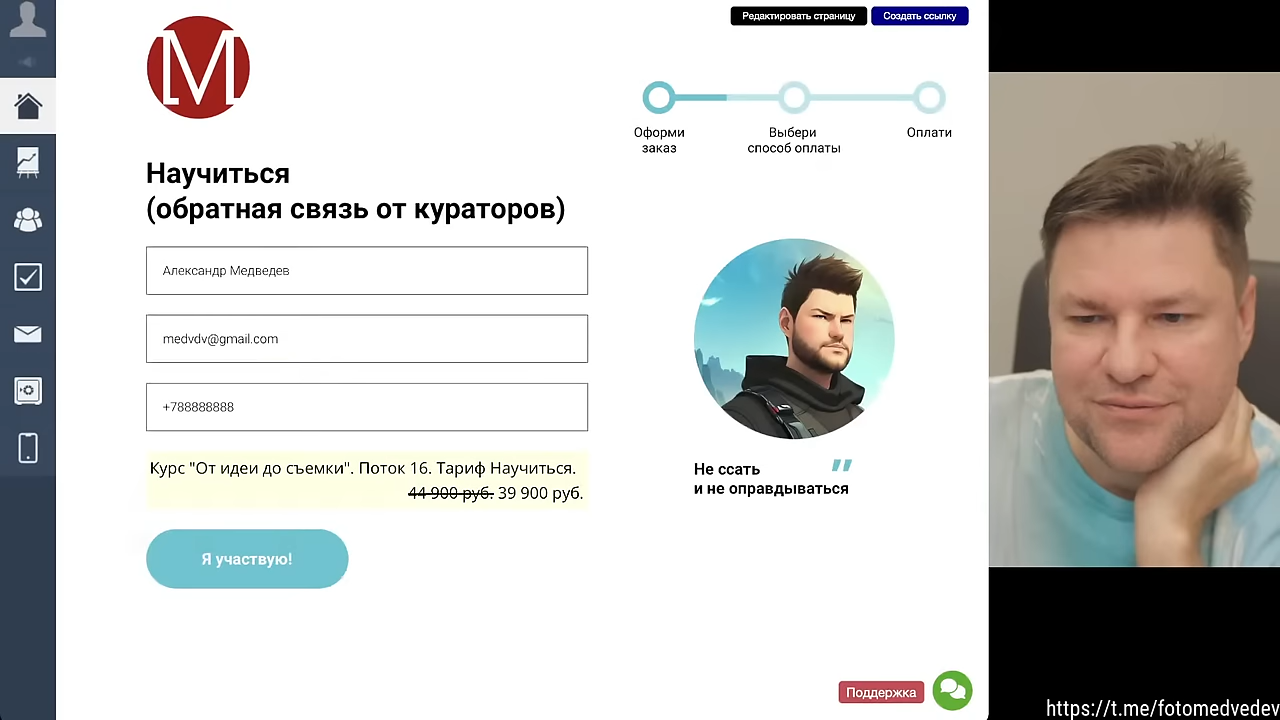 Редактировать страницу
Создать ссылку
M
Оформи
заказ
Выбери
способ оплаты
Оплати
Научиться
(обратная связь от кураторов)
Александр Медведев
medvdv@gmail.com
+788888888
Курс "От идеи до съемки". Поток 16. Тариф Научиться.
44 900 руб. 39 900 руб.
Я участвую!
Не ссать
и не оправдываться
"
Поддержка
https://t.me/fotomedvedev